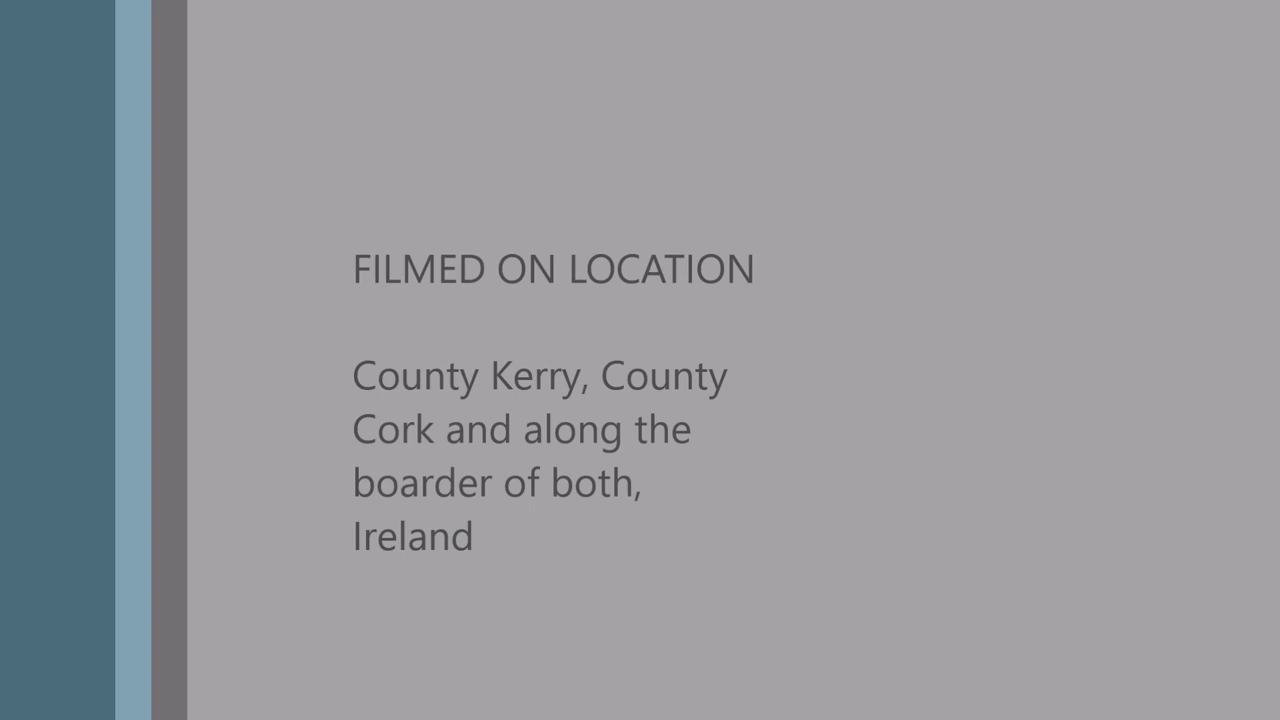 FILMED ON LOCATION
County Kerry, County
Cork and along the
boarder of both,
Ireland